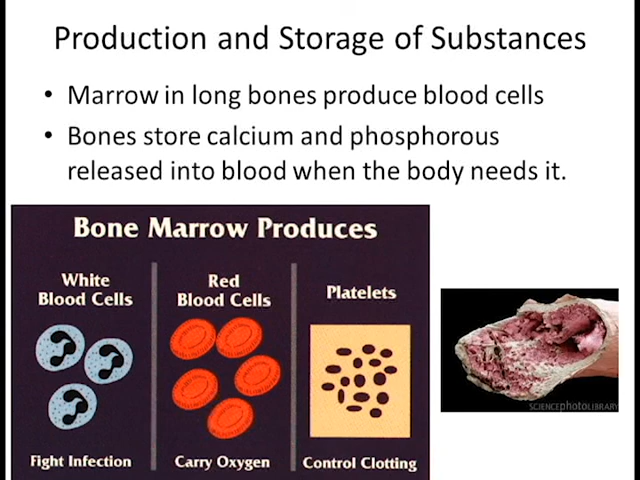 Production and Storage of Substances
• Marrow in long bones produce blood cells
• Bones store calcium and phosphorous
released into blood when the body needs it.
Bone Marrow Produces
White
Blood Cells
Red
Blood Cells
Platelets
Fight Infection
Carry Oxygen
Control Clotting
SCIENCEphotoLIBRARY